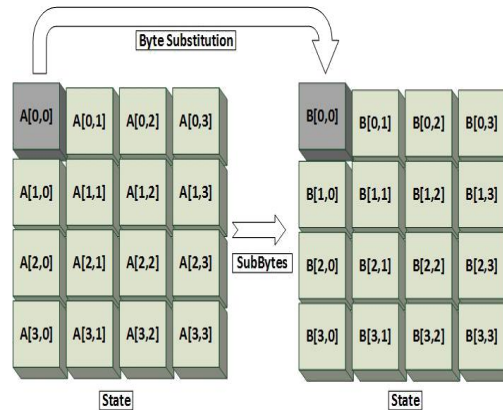 Byte Substitution
A[0,0] A[0,1] A[0,2] A[0,3] B[0,0] B[0,1] B[0,2] B[0,3]
A[1,0] A[1,1] A[1,2] A[1,3] B[1,0] B[1,1] B[1,2] B[1,3]
SubBytes
A[2,0] A[2,1] A[2,2] A[2,3] B[2,0] B[2,1] B[2,2] B[2,3]
A[3,0] A[3,1] A[3,2] A[3,3] B[3,0] B[3,1] B[3,2] B[3,3]
State State